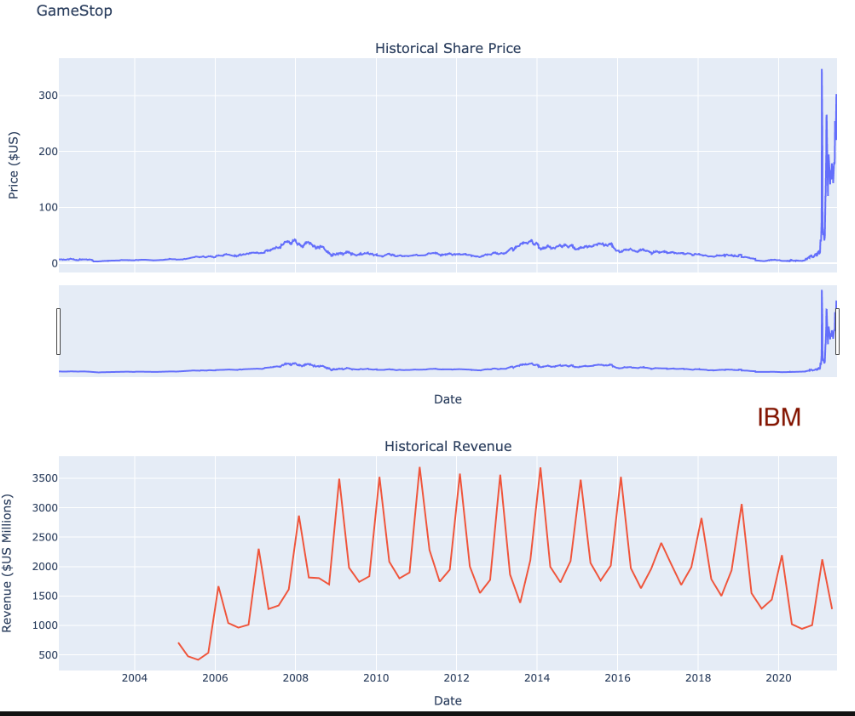 GameStop
Historical Share Price
Price ($US)
300
200
100
0
Date
IBM
Historical Revenue
Revenue ($US Millions)
3500
3000
2500
2000
1500
1000
500
2004 2006 2008 2010 2012 2014 2016 2018 2020
Date